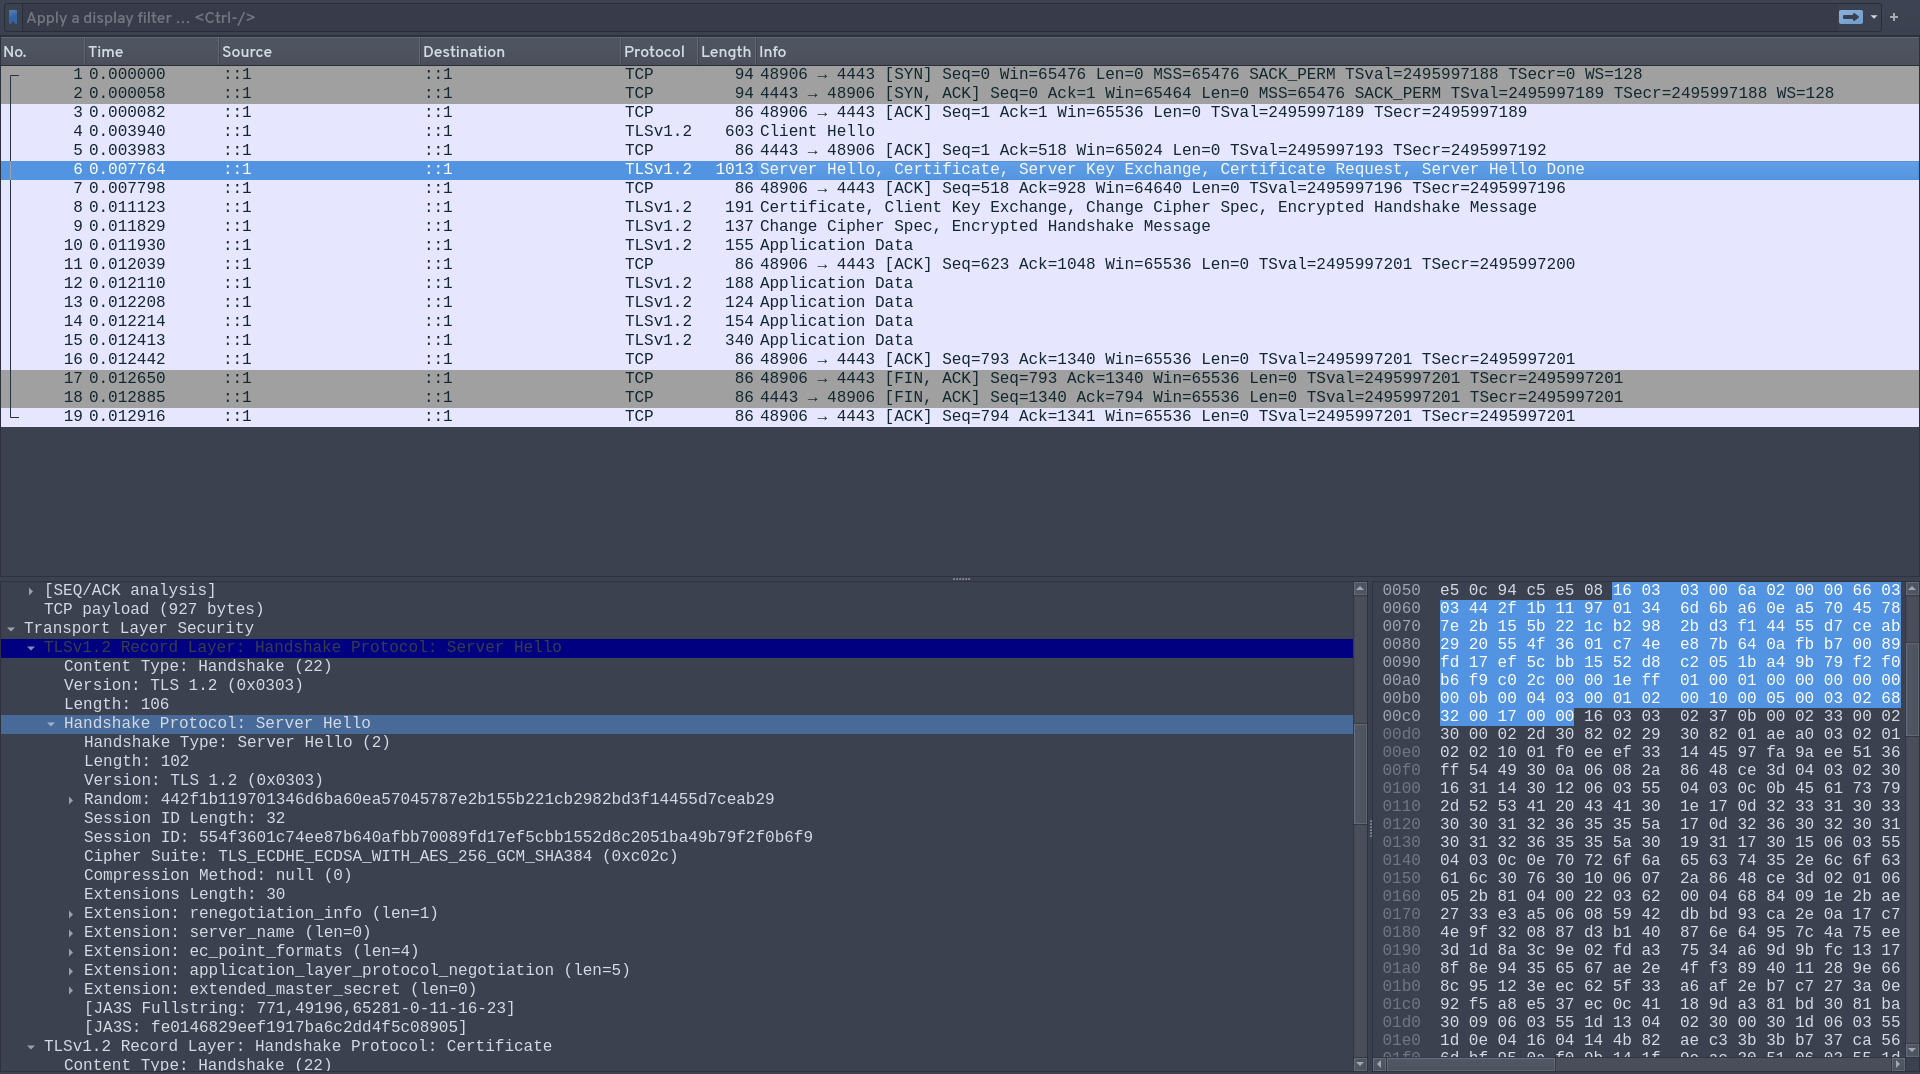 Apply a display filter … <Ctrl-/>
No. Time Source Destination Protocol Length Info
1 0.000000 ::1 ::1 TCP 94 48906 → 4443 [SYN] Seq=0 Win=65476 Len=0 MSS=65476 SACK_PERM TSval=2495997188 TSecr=0 WS=128
2 0.000058 ::1 ::1 TCP 94 4443 → 48906 [SYN, ACK] Seq=0 Ack=1 Win=65464 Len=0 MSS=65476 SACK_PERM TSval=2495997189 TSecr=2495997188 WS=128
3 0.000082 ::1 ::1 TCP 86 48906 → 4443 [ACK] Seq=1 Ack=1 Win=65536 Len=0 TSval=2495997189 TSecr=2495997189
4 0.003940 ::1 ::1 TLSv1.2 603 Client Hello
5 0.003983 ::1 ::1 TCP 86 4443 → 48906 [ACK] Seq=1 Ack=518 Win=65024 Len=0 TSval=2495997193 TSecr=2495997192
6 0.007764 ::1 ::1 TLSv1.2 1013 Server Hello, Certificate, Server Key Exchange, Certificate Request, Server Hello Done
7 0.007798 ::1 ::1 TCP 86 48906 → 4443 [ACK] Seq=518 Ack=928 Win=64640 Len=0 TSval=2495997196 TSecr=2495997196
8 0.011123 ::1 ::1 TLSv1.2 191 Certificate, Client Key Exchange, Change Cipher Spec, Encrypted Handshake Message
9 0.011829 ::1 ::1 TLSv1.2 137 Change Cipher Spec, Encrypted Handshake Message
10 0.011930 ::1 ::1 TLSv1.2 155 Application Data
11 0.012039 ::1 ::1 TCP 86 48906 → 4443 [ACK] Seq=623 Ack=1048 Win=65536 Len=0 TSval=2495997201 TSecr=2495997200
12 0.012110 ::1 ::1 TLSv1.2 188 Application Data
13 0.012208 ::1 ::1 TLSv1.2 124 Application Data
14 0.012214 ::1 ::1 TLSv1.2 154 Application Data
15 0.012413 ::1 ::1 TLSv1.2 340 Application Data
16 0.012442 ::1 ::1 TCP 86 48906 → 4443 [ACK] Seq=793 Ack=1340 Win=65536 Len=0 TSval=2495997201 TSecr=2495997201
17 0.012650 ::1 ::1 TCP 86 48906 → 4443 [FIN, ACK] Seq=793 Ack=1340 Win=65536 Len=0 TSval=2495997201 TSecr=2495997201
18 0.012885 ::1 ::1 TCP 86 4443 → 48906 [FIN, ACK] Seq=1340 Ack=794 Win=65536 Len=0 TSval=2495997201 TSecr=2495997201
19 0.012916 ::1 ::1 TCP 86 48906 → 4443 [ACK] Seq=794 Ack=1341 Win=65536 Len=0 TSval=2495997201 TSecr=2495997201
[SEQ/ACK analysis]
TCP payload (927 bytes)
Transport Layer Security
TLSv1.2 Record Layer: Handshake Protocol: Server Hello
Content Type: Handshake (22)
Version: TLS 1.2 (0x0303)
Length: 106
Handshake Protocol: Server Hello
Handshake Type: Server Hello (2)
Length: 102
Version: TLS 1.2 (0x0303)
Random: 442f1b119701346d6ba60ea57045787e2b155b221cb2982bd3f14455d7ceab29
Session ID Length: 32
Session ID: 554f3601c74ee87b640afbb70089fd17ef5cbb1552d8c2051ba49b79f2f0b6f9
Cipher Suite: TLS_ECDHE_ECDSA_WITH_AES_256_GCM_SHA384 (0xc02c)
Compression Method: null (0)
Extensions Length: 30
Extension: renegotiation_info (len=1)
Extension: server_name (len=0)
Extension: ec_point_formats (len=4)
Extension: application_layer_protocol_negotiation (len=5)
Extension: extended_master_secret (len=0)
[JA3S Fullstring: 771,49196,65281-0-11-16-23]
[JA3S: fe0146829eef1917ba6c2dd4f5c08905]
TLSv1.2 Record Layer: Handshake Protocol: Certificate
Content Type: Handshake (22)
0050 e5 0c 94 c5 e5 08 16 03 03 00 6a 02 00 00 66 03
0060 03 44 2f 1b 11 97 01 34 6d 6b a6 0e a5 70 45 78
0070 7e 2b 15 5b 22 1c b2 98 2b d3 f1 44 55 d7 ce ab
0080 29 20 55 4f 36 01 c7 4e e8 7b 64 0a fb b7 00 89
0090 fd 17 ef 5c bb 15 52 d8 c2 05 1b a4 9b 79 f2 f0
00a0 b6 f9 c0 2c 00 00 1e ff 01 00 01 00 00 00 00 00
00b0 00 0b 00 04 03 00 01 02 00 10 00 05 00 03 02 68
00c0 32 00 17 00 00 16 03 03 02 37 0b 00 02 33 00 02
00d0 30 00 02 2d 30 82 02 29 30 82 01 ae a0 03 02 01
00e0 02 02 10 01 f0 ee ef 33 14 45 97 fa 9a ee 51 36
00f0 ff 54 49 30 0a 06 08 2a 86 48 ce 3d 04 03 02 30
0100 16 31 14 30 12 06 03 55 04 03 0c 0b 45 61 73 79
0110 2d 52 53 41 20 43 41 30 1e 17 0d 32 33 31 30 33
0120 30 30 31 32 36 35 35 5a 17 0d 32 36 30 32 30 31
0130 30 31 32 36 35 35 5a 30 19 31 17 30 15 06 03 55
0140 04 03 0c 0e 70 72 6f 6a 65 63 74 35 2e 6c 6f 63
0150 61 6c 30 76 30 10 06 07 2a 86 48 ce 3d 02 01 06
0160 05 2b 81 04 00 22 03 62 00 04 68 84 09 1e 2b ae
0170 27 33 e3 a5 06 08 59 42 db bd 93 ca 2e 0a 17 c7
0180 4e 9f 32 08 87 d3 b1 40 87 6e 64 95 7c 4a 75 ee
0190 3d 1d 8a 3c 9e 02 fd a3 75 34 a6 9d 9b fc 13 17
01a0 8f 8e 94 35 65 67 ae 2e 4f f3 89 40 11 28 9e 66
01b0 8c 95 12 3e ec 62 5f 33 a6 af 2e b7 c7 27 3a 0e
01c0 92 f5 a8 e5 37 ec 0c 41 18 9d a3 81 bd 30 81 ba
01d0 30 09 06 03 55 1d 13 04 02 30 00 30 1d 06 03 55
01e0 1d 0e 04 16 04 14 4b 82 ae c3 3b 3b b7 37 ca 56